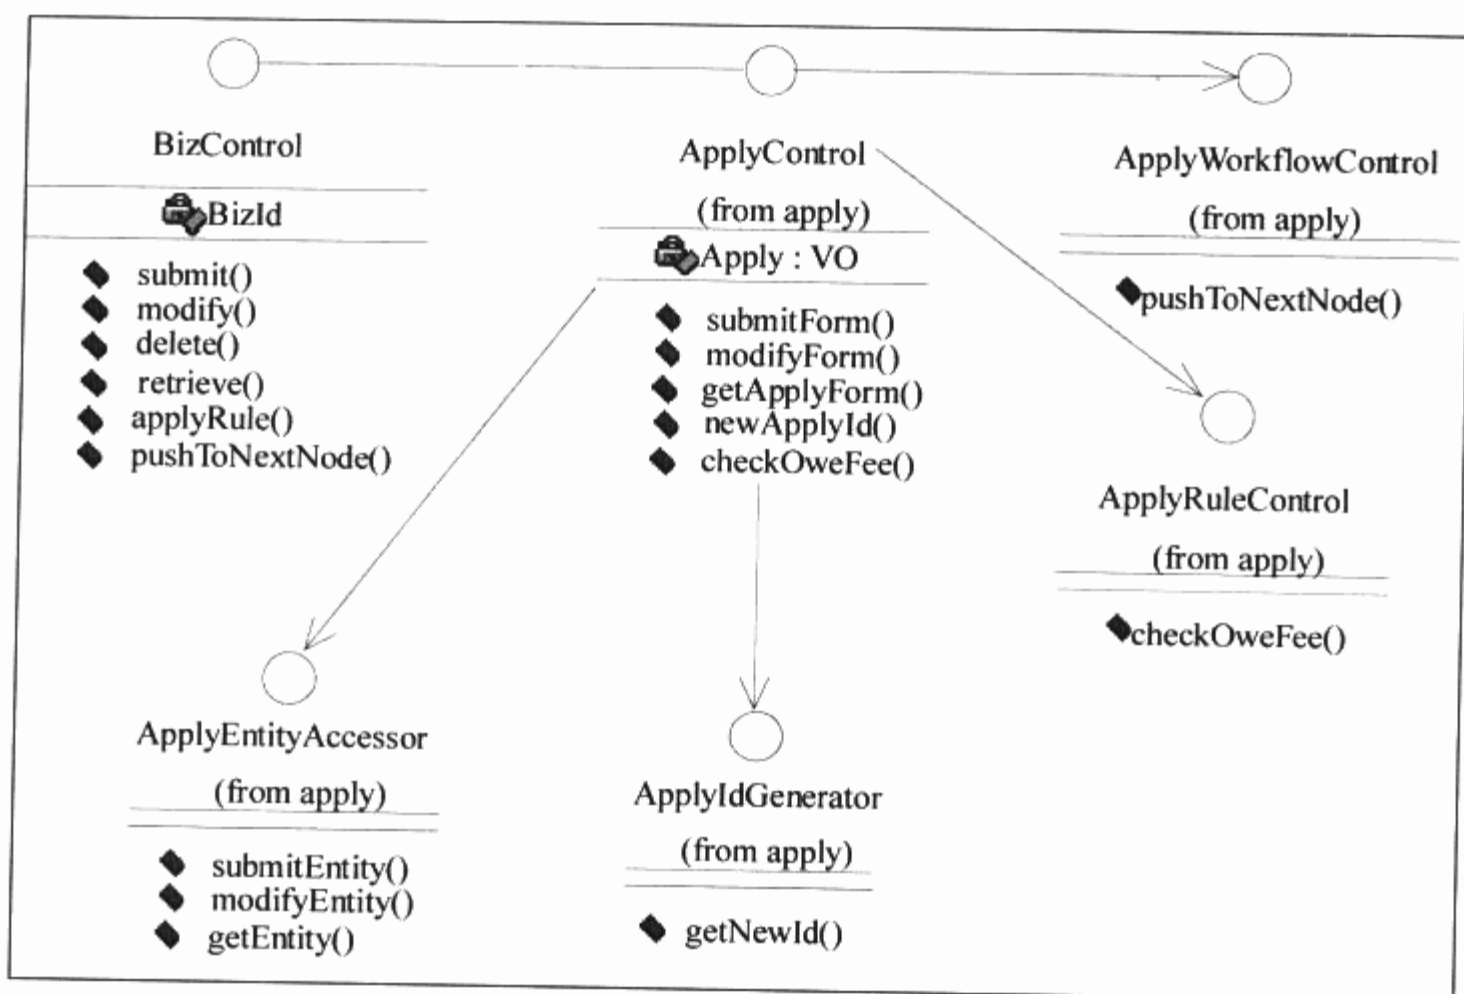 BizControl
BizId
submit()
modify()
delete()
retrieve()
applyRule()
pushToNextNode()
ApplyControl
(from apply)
Apply : VO
submitForm()
modifyForm()
getApplyForm()
newApplyId()
checkOweFee()
ApplyWorkflowControl
(from apply)
pushToNextNode()
ApplyRuleControl
(from apply)
checkOweFee()
ApplyEntityAccessor
(from apply)
submitEntity()
modifyEntity()
getEntity()
ApplyIdGenerator
(from apply)
getNewId()